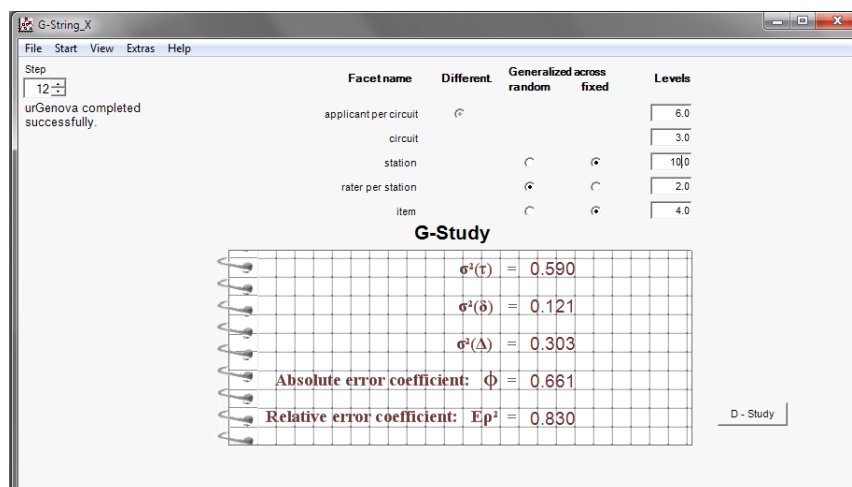 G-String_X
File Start View Extras Help
Step
12
urGenova completed
successfully.
Facet name Different. Generalized across Levels
random fixed
applicant per circuit 6.0
circuit 3.0
station 10.0
rater per station 2.0
item 4.0
G-Study
σ²(τ) = 0.590
σ²(δ) = 0.121
σ²(Δ) = 0.303
Absolute error coefficient: ϕ = 0.661
Relative error coefficient: Eρ² = 0.830
D - Study